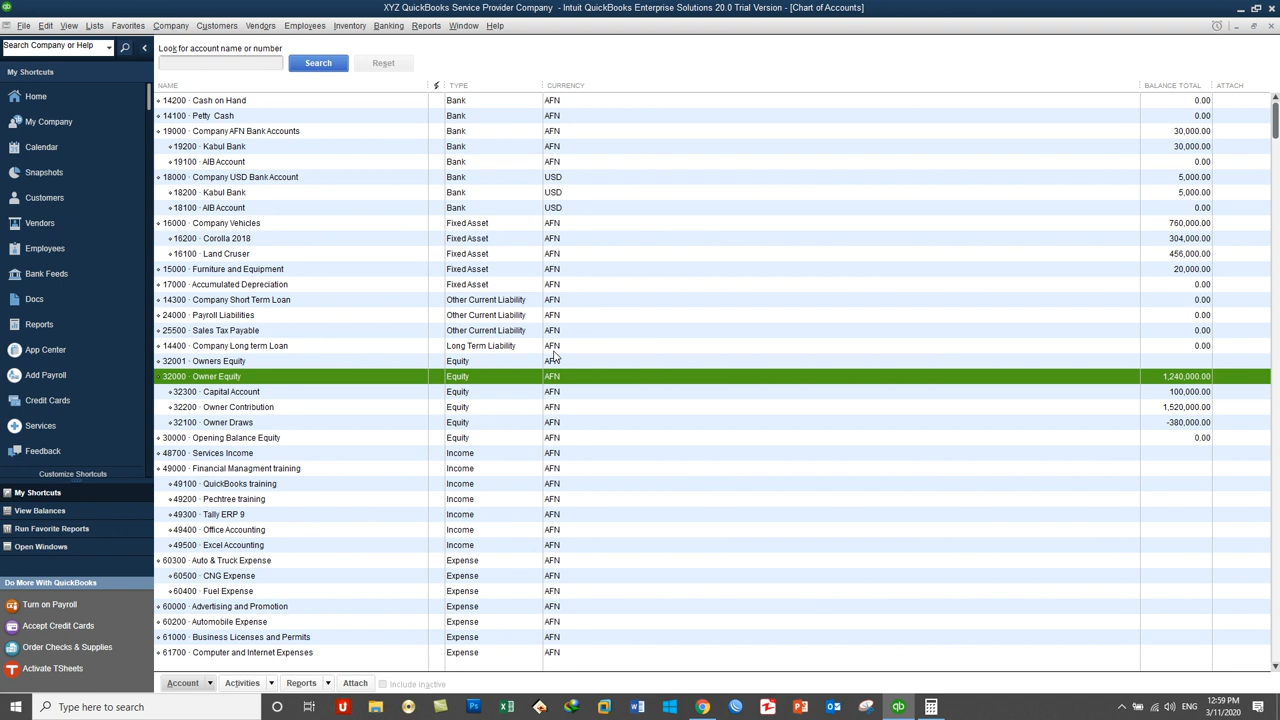 XYZ QuickBooks Service Provider Company - Intuit QuickBooks Enterprise Solutions 20.0 Trial Version - [Chart of Accounts]
File Edit View Lists Favorites Company Customers Vendors Employees Inventory Banking Reports Window Help
Search Company or Help
My Shortcuts
Home
My Company
Calendar
Snapshots
Customers
Vendors
Employees
Bank Feeds
Docs
Reports
App Center
Add Payroll
Credit Cards
Services
Feedback
Customize Shortcuts
My Shortcuts
View Balances
Run Favorite Reports
Open Windows
Do More With QuickBooks
Turn on Payroll
Accept Credit Cards
Order Checks & Supplies
Activate TSheets
Look for account name or number
Search Reset
NAME TYPE CURRENCY BALANCE TOTAL ATTACH
14200 · Cash on Hand Bank AFN 0.00
14100 · Petty Cash Bank AFN 0.00
19000 · Company AFN Bank Accounts Bank AFN 30,000.00
19200 · Kabul Bank Bank AFN 30,000.00
19100 · AIB Account Bank AFN 0.00
18000 · Company USD Bank Account Bank USD 5,000.00
18200 · Kabul Bank Bank USD 5,000.00
18100 · AIB Account Bank USD 0.00
16000 · Company Vehicles Fixed Asset AFN 760,000.00
16200 · Corolla 2018 Fixed Asset AFN 304,000.00
16100 · Land Cruser Fixed Asset AFN 456,000.00
15000 · Furniture and Equipment Fixed Asset AFN 20,000.00
17000 · Accumulated Depreciation Fixed Asset AFN 0.00
14300 · Company Short Term Loan Other Current Liability AFN 0.00
24000 · Payroll Liabilities Other Current Liability AFN 0.00
25500 · Sales Tax Payable Other Current Liability AFN 0.00
14400 · Company Long term Loan Long Term Liability AFN 0.00
32001 · Owners Equity Equity AFN
32000 · Owner Equity Equity AFN 1,240,000.00
32300 · Capital Account Equity AFN 100,000.00
32200 · Owner Contribution Equity AFN 1,520,000.00
32100 · Owner Draws Equity AFN -380,000.00
30000 · Opening Balance Equity Equity AFN 0.00
48700 · Services Income Income AFN
49000 · Financial Managment training Income AFN
49100 · QuickBooks training Income AFN
49200 · Pechtree training Income AFN
49300 · Tally ERP 9 Income AFN
49400 · Office Accounting Income AFN
49500 · Excel Accounting Income AFN
60300 · Auto & Truck Expense Expense AFN
60500 · CNG Expense Expense AFN
60400 · Fuel Expense Expense AFN
60000 · Advertising and Promotion Expense AFN
60200 · Automobile Expense Expense AFN
61000 · Business Licenses and Permits Expense AFN
61700 · Computer and Internet Expenses Expense AFN
Account Activities Reports Attach Include inactive
Type here to search
12:59 PM
3/11/2020